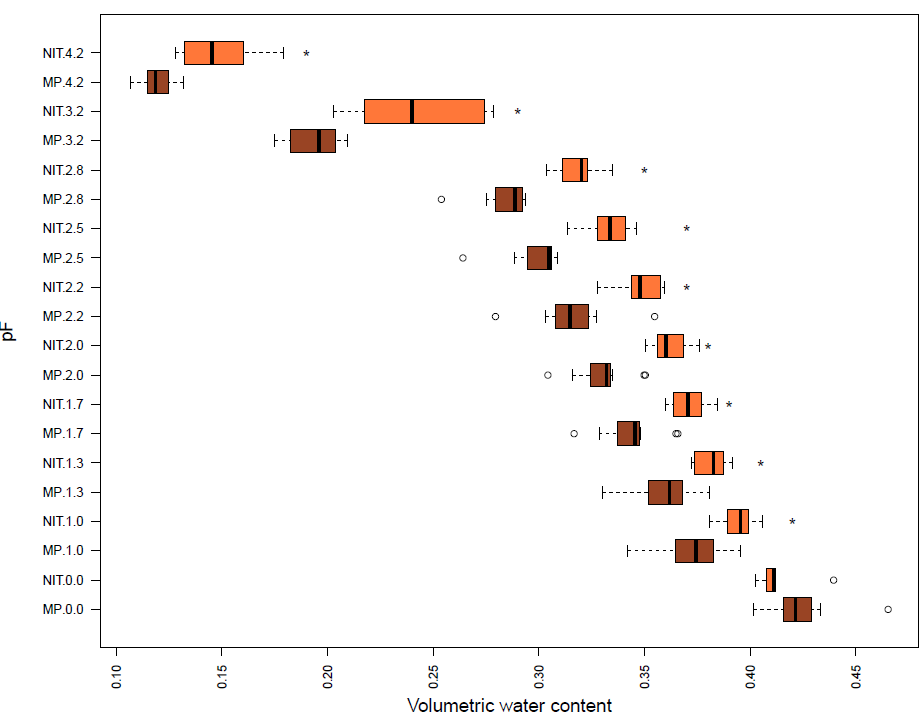 NIT.4.2
MP.4.2
NIT.3.2
MP.3.2
NIT.2.8
MP.2.8
NIT.2.5
MP.2.5
NIT.2.2
MP.2.2
NIT.2.0
MP.2.0
NIT.1.7
MP.1.7
NIT.1.3
MP.1.3
NIT.1.0
MP.1.0
NIT.0.0
MP.0.0
pF
0.10 0.15 0.20 0.25 0.30 0.35 0.40 0.45
Volumetric water content